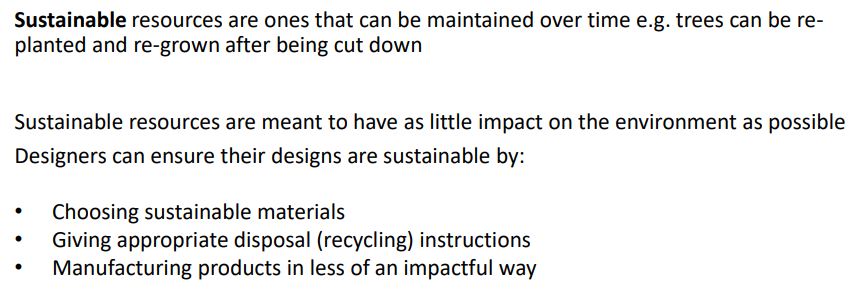 Sustainable resources are ones that can be maintained over time e.g. trees can be re-
planted and re-grown after being cut down
Sustainable resources are meant to have as little impact on the environment as possible
Designers can ensure their designs are sustainable by:
• Choosing sustainable materials
• Giving appropriate disposal (recycling) instructions
• Manufacturing products in less of an impactful way